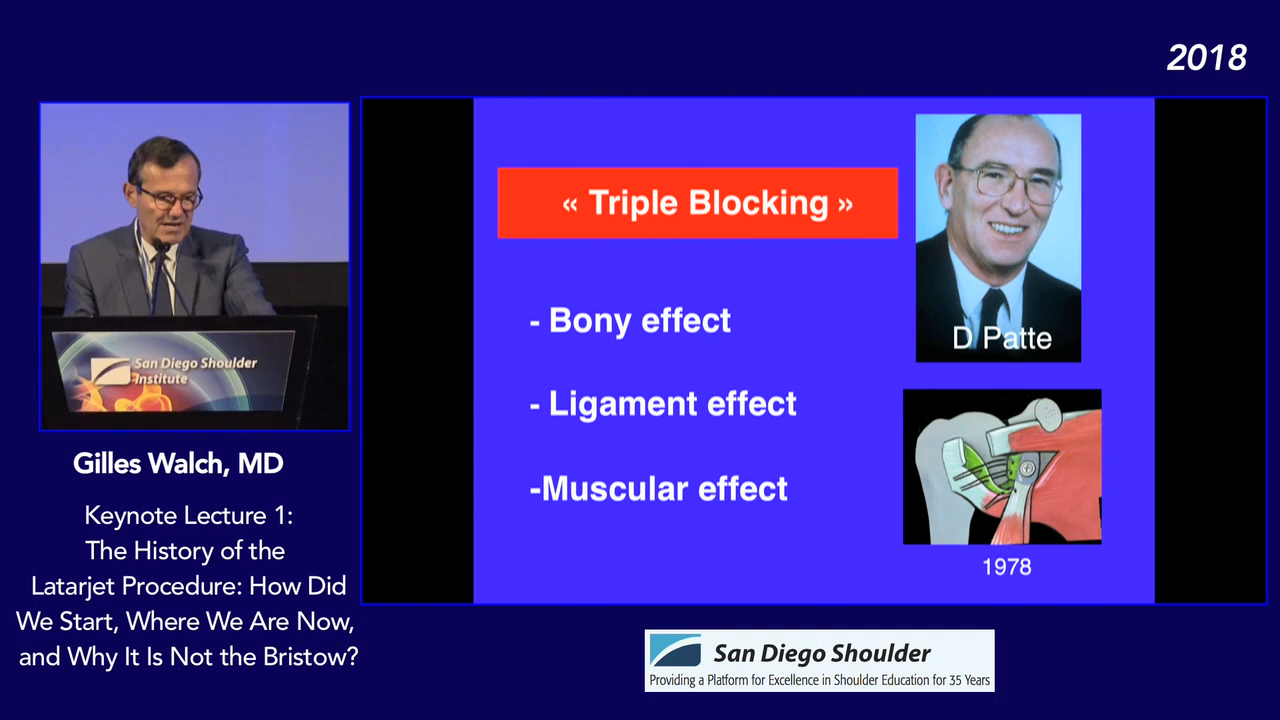 2018
San Diego Shoulder
Institute
Gilles Walch, MD
Keynote Lecture 1:
The History of the
Latarjet Procedure: How Did
We Start, Where We Are Now,
and Why It Is Not the Bristow?
« Triple Blocking »
- Bony effect
- Ligament effect
-Muscular effect
D Patte
1978
San Diego Shoulder
Providing a Platform for Excellence in Shoulder Education for 35 Years